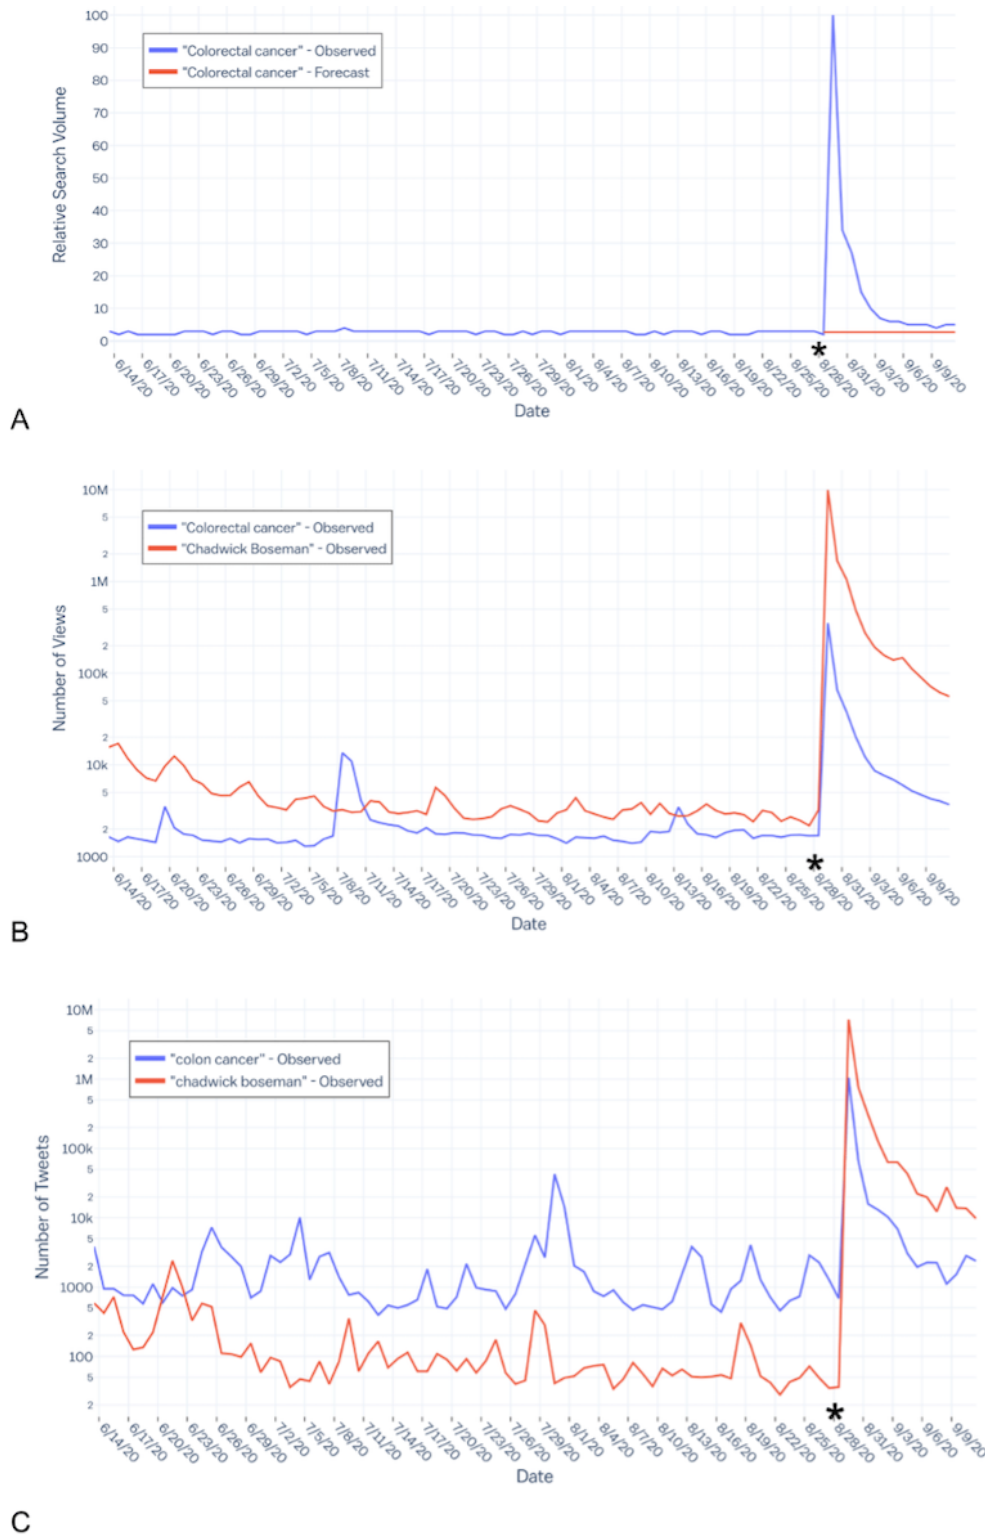 100
"Colorectal cancer" - Observed
"Colorectal cancer" - Forecast
90
80
70
60
50
40
30
20
10
0
Relative Search Volume
*
6/14/20 6/17/20 6/20/20 6/23/20 6/26/20 6/29/20 7/2/20 7/5/20 7/8/20 7/11/20 7/14/20 7/17/20 7/20/20 7/23/20 7/26/20 7/29/20 8/1/20 8/4/20 8/7/20 8/10/20 8/13/20 8/16/20 8/19/20 8/22/20 8/25/20 8/28/20 8/31/20 9/3/20 9/6/20 9/9/20
Date
A
10M
5
"Colorectal cancer" - Observed
"Chadwick Boseman" - Observed
2
1M
5
2
100k
5
2
10k
5
2
1000
Number of Views
*
6/14/20 6/17/20 6/20/20 6/23/20 6/26/20 6/29/20 7/2/20 7/5/20 7/8/20 7/11/20 7/14/20 7/17/20 7/20/20 7/23/20 7/26/20 7/29/20 8/1/20 8/4/20 8/7/20 8/10/20 8/13/20 8/16/20 8/19/20 8/22/20 8/25/20 8/28/20 8/31/20 9/3/20 9/6/20 9/9/20
Date
B
10M
5
"colon cancer" - Observed
"chadwick boseman" - Observed
2
1M
5
2
100k
5
2
10k
5
2
1000
5
2
100
5
2
Number of Tweets
*
6/14/20 6/17/20 6/20/20 6/23/20 6/26/20 6/29/20 7/2/20 7/5/20 7/8/20 7/11/20 7/14/20 7/17/20 7/20/20 7/23/20 7/26/20 7/29/20 8/1/20 8/4/20 8/7/20 8/10/20 8/13/20 8/16/20 8/19/20 8/22/20 8/25/20 8/28/20 8/31/20 9/3/20 9/6/20 9/9/20
Date
C